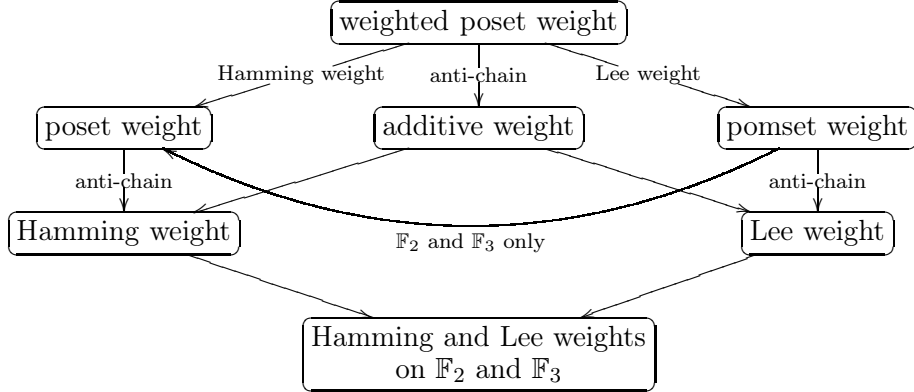 weighted poset weight
Hamming weight
anti-chain
Lee weight
poset weight
additive weight
pomset weight
anti-chain
anti-chain
Hamming weight
𝔽₂ and 𝔽₃ only
Lee weight
Hamming and Lee weights
on 𝔽₂ and 𝔽₃